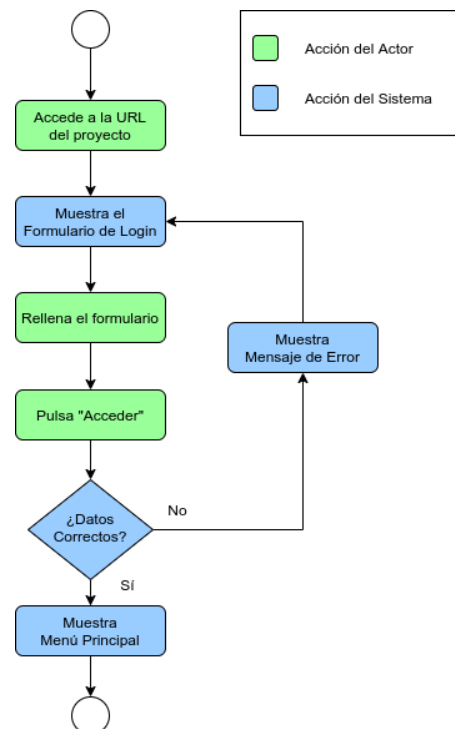 Acción del Actor
Acción del Sistema
Accede a la URL
del proyecto
Muestra el
Formulario de Login
Rellena el formulario
Muestra
Mensaje de Error
Pulsa "Acceder"
¿Datos
Correctos?
No
Sí
Muestra
Menú Principal